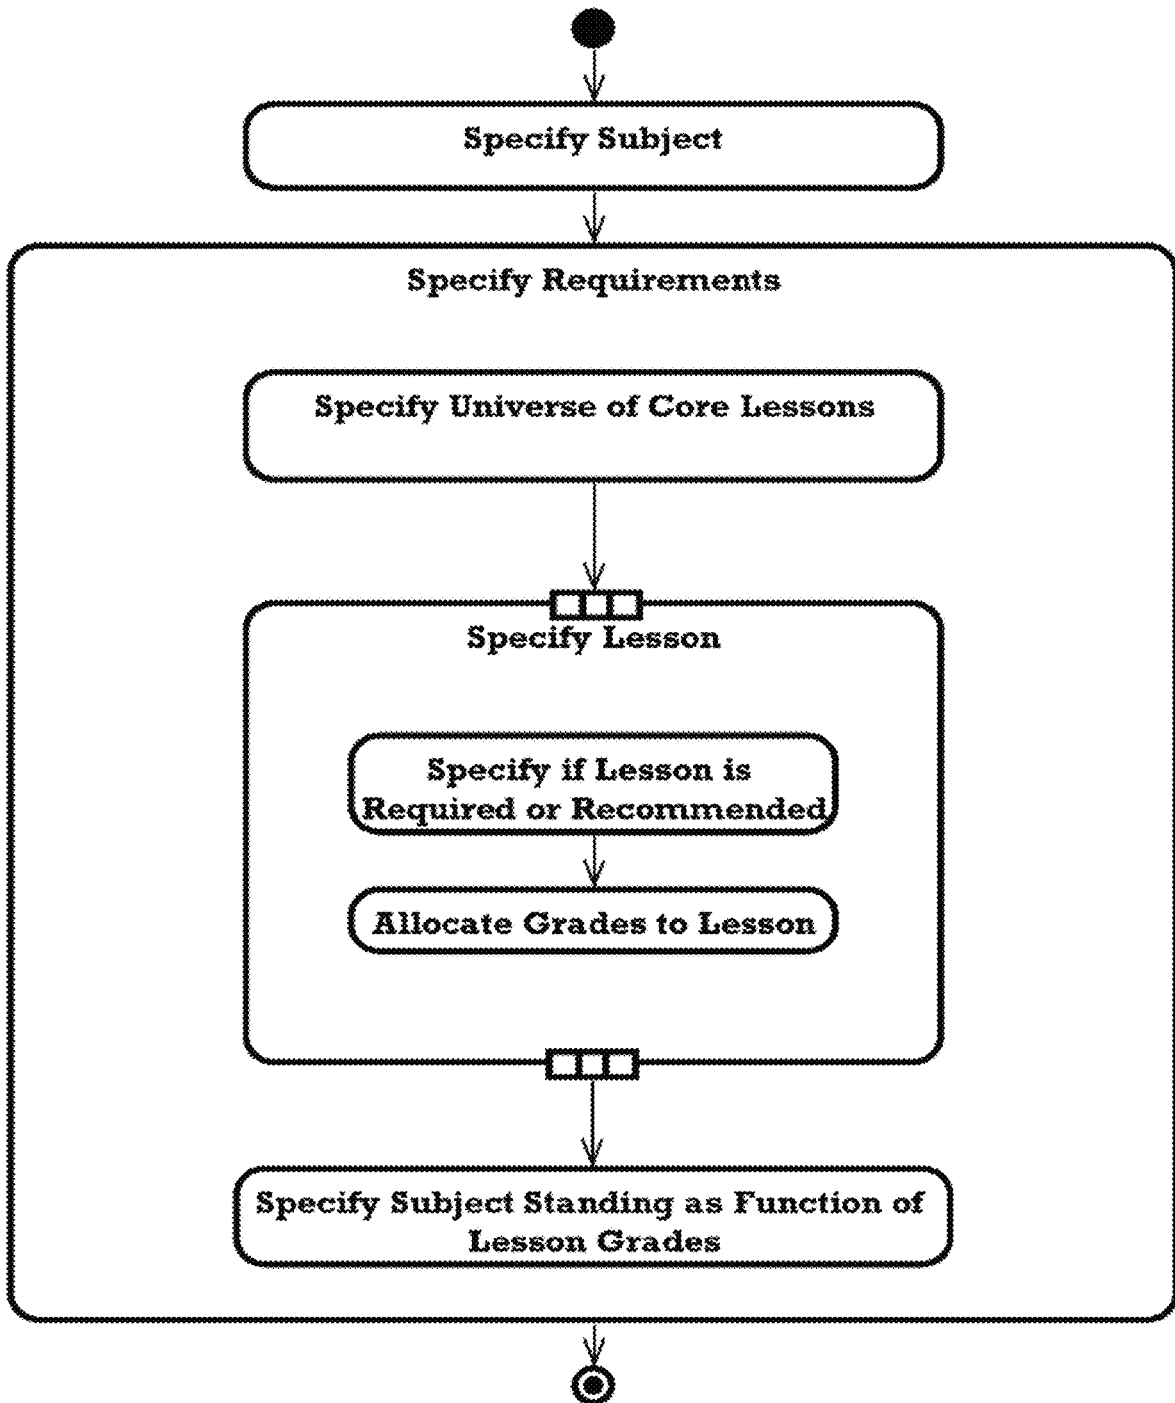 Specify Subject
Specify Requirements
Specify Universe of Core Lessons
Specify Lesson
Specify if Lesson is
Required or Recommended
Allocate Grades to Lesson
Specify Subject Standing as Function of
Lesson Grades